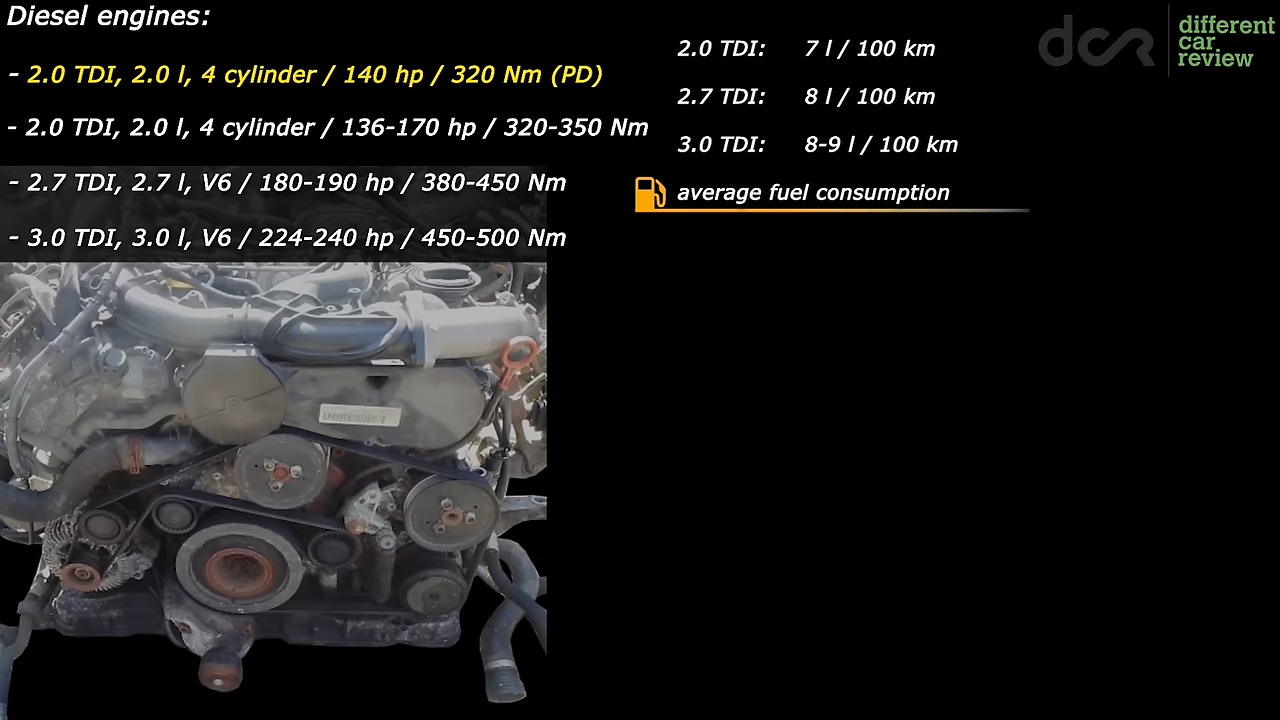 Diesel engines:
- 2.0 TDI, 2.0 l, 4 cylinder / 140 hp / 320 Nm (PD)
- 2.0 TDI, 2.0 l, 4 cylinder / 136-170 hp / 320-350 Nm
- 2.7 TDI, 2.7 l, V6 / 180-190 hp / 380-450 Nm
- 3.0 TDI, 3.0 l, V6 / 224-240 hp / 450-500 Nm
2.0 TDI: 7 l / 100 km
2.7 TDI: 8 l / 100 km
3.0 TDI: 8-9 l / 100 km
average fuel consumption
dcr
different
car
review